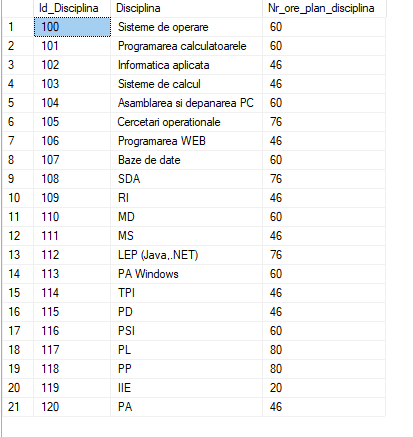 Id_Disciplina Disciplina Nr_ore_plan_disciplina
1 100 Sisteme de operare 60
2 101 Programarea calculatoarele 60
3 102 Informatica aplicata 46
4 103 Sisteme de calcul 46
5 104 Asamblarea si depanarea PC 60
6 105 Cercetari operationale 76
7 106 Programarea WEB 46
8 107 Baze de date 60
9 108 SDA 76
10 109 RI 46
11 110 MD 60
12 111 MS 46
13 112 LEP (Java,.NET) 76
14 113 PA Windows 60
15 114 TPI 46
16 115 PD 46
17 116 PSI 60
18 117 PL 80
19 118 PP 80
20 119 IIE 20
21 120 PA 46